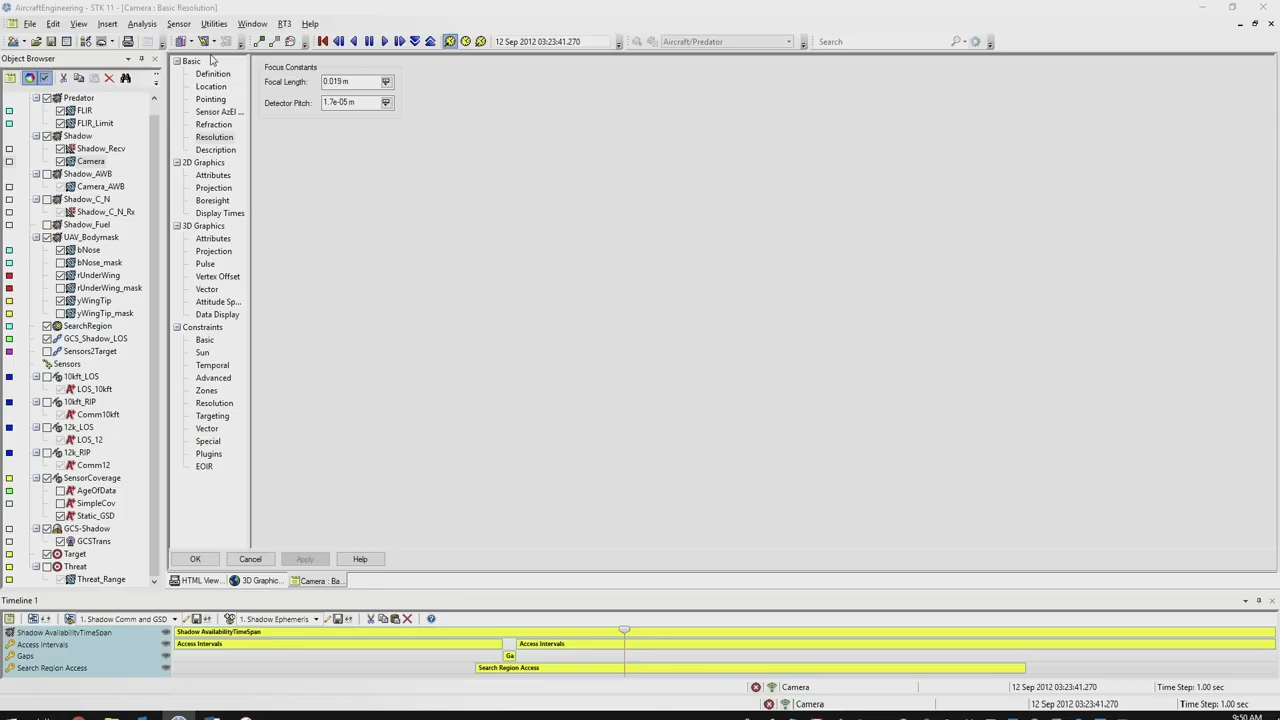 AircraftEngineering - STK 11 - [Camera : Basic Resolution]
File Edit View Insert Analysis Sensor Utilities Window RT3 Help
12 Sep 2012 03:23:41.270 Aircraft/Predator Search
Object Browser
Predator
FLIR
FLIR_Limit
Shadow
Shadow_Recv
Camera
Shadow_AWB
Camera_AWB
Shadow_C_N
Shadow_C_N_Rx
Shadow_Fuel
UAV_Bodymask
bNose
bNose_mask
rUnderWing
rUnderWing_mask
yWingTip
yWingTip_mask
SearchRegion
GCS_Shadow_LOS
Sensors2Target
Sensors
10kft_LOS
LOS_10kft
10kft_RIP
Comm10kft
12k_LOS
LOS_12
12k_RIP
Comm12
SensorCoverage
AgeOfData
SimpleCov
Static_GSD
GCS-Shadow
GCSTrans
Target
Threat
Threat_Range
Basic
Definition
Location
Pointing
Sensor AzEl ...
Refraction
Resolution
Description
2D Graphics
Attributes
Projection
Boresight
Display Times
3D Graphics
Attributes
Projection
Pulse
Vertex Offset
Vector
Attitude Sp...
Data Display
Constraints
Basic
Sun
Temporal
Advanced
Zones
Resolution
Targeting
Vector
Special
Plugins
EOIR
Focus Constants
Focal Length: 0.019 m
Detector Pitch: 1.7e-05 m
OK Cancel Apply Help
HTML View... 3D Graphic... Camera : Ba...
Timeline 1
1. Shadow Comm and GSD 1. Shadow Ephemeris
Shadow AvailabilityTimeSpan Shadow AvailabilityTimeSpan
Access Intervals Access Intervals Access Intervals
Gaps Ga
Search Region Access Search Region Access
Camera 12 Sep 2012 03:23:41.270 Time Step: 1.00 sec
Camera 12 Sep 2012 03:23:41.270 Time Step: 1.00 sec
9:50 AM